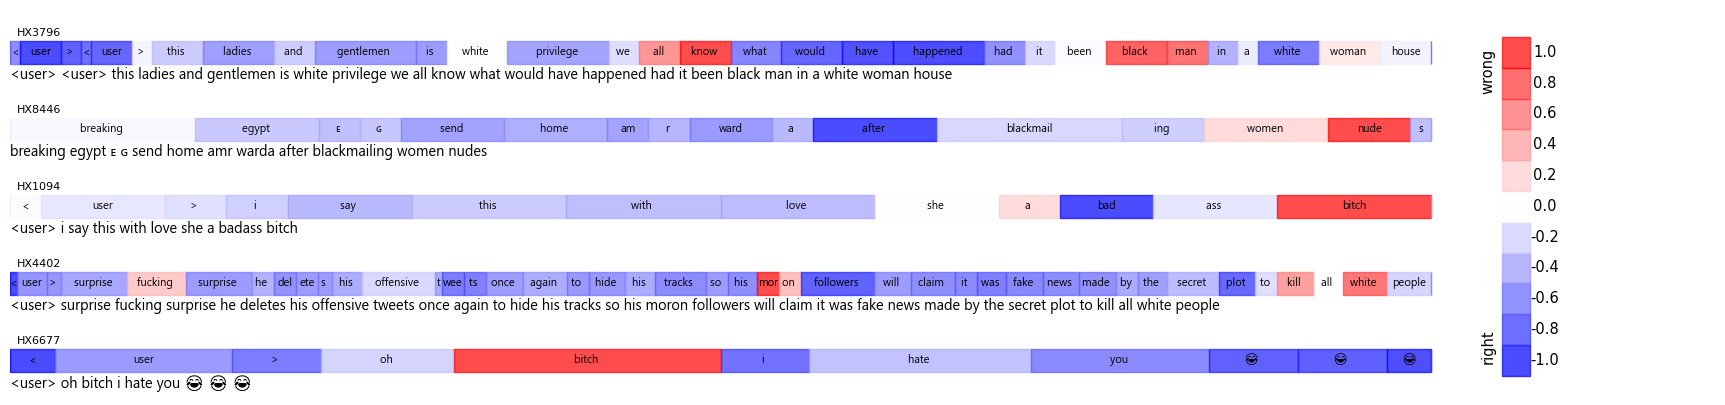 HX3796
< user > < user > this ladies and gentlemen is white privilege we all know what would have happened had it been black man in a white woman house
<user> <user> this ladies and gentlemen is white privilege we all know what would have happened had it been black man in a white woman house
HX8446
breaking egypt ᴇ ɢ send home am r ward a after blackmail ing women nude s
breaking egypt ᴇ ɢ send home amr warda after blackmailing women nudes
HX1094
< user > i say this with love she a bad ass bitch
<user> i say this with love she a badass bitch
HX4402
< user > surprise fucking surprise he del ete s his offensive t wee ts once again to hide his tracks so his mor on followers will claim it was fake news made by the secret plot to kill all white people
<user> surprise fucking surprise he deletes his offensive tweets once again to hide his tracks so his moron followers will claim it was fake news made by the secret plot to kill all white people
HX6677
< user > oh bitch i hate you 😂 😂 😂
<user> oh bitch i hate you 😂 😂 😂
wrong
right
1.0
0.8
0.6
0.4
0.2
0.0
-0.2
-0.4
-0.6
-0.8
-1.0